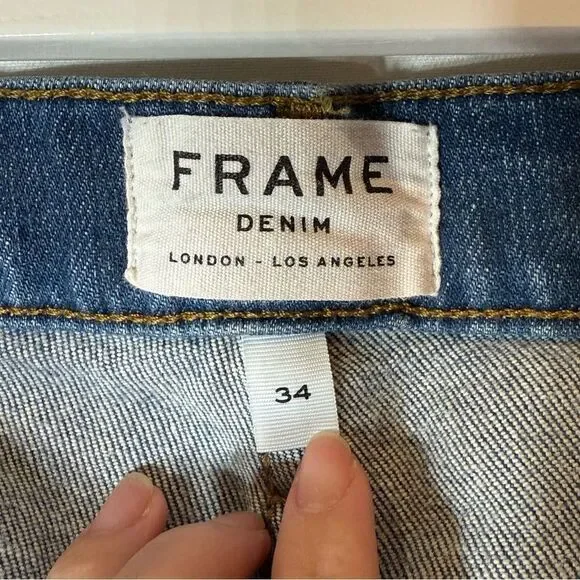 FRAME
DENIM
LONDON - LOS ANGELES
34